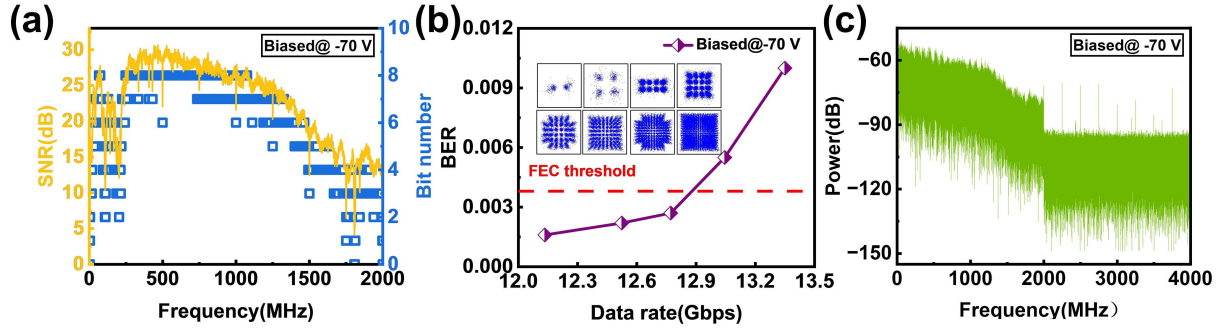 (a)
30
25
20
15
10
5
0
SNR(dB)
Biased@ -70 V
10
8
6
4
2
0
Bit number
0
500
1000
1500
2000
Frequency(MHz)
(b)
0.012
0.009
0.006
0.003
0.000
BER
Biased@-70 V
FEC threshold
12.0
12.3
12.6
12.9
13.2
13.5
Data rate(Gbps)
(c)
−60
−90
−120
−150
Power(dB)
Biased@ -70 V
0
1000
2000
3000
4000
Frequency(MHz）